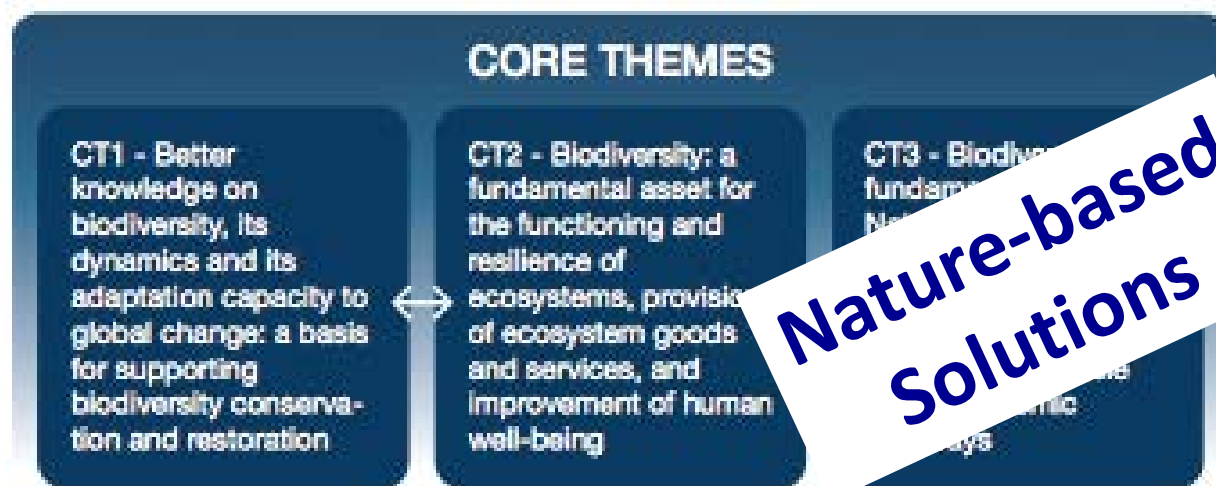 CORE THEMES
CT1 - Better
knowledge on
biodiversity, its
dynamics and its
adaptation capacity to
global change: a basis
for supporting
biodiversity conserva-
tion and restoration
CT2 - Biodiversity: a
fundamental asset for
the functioning and
resilience of
ecosystems, provision
of ecosystem goods
and services, and
improvement of human
well-being
CT3 -
Nature-based
Solutions